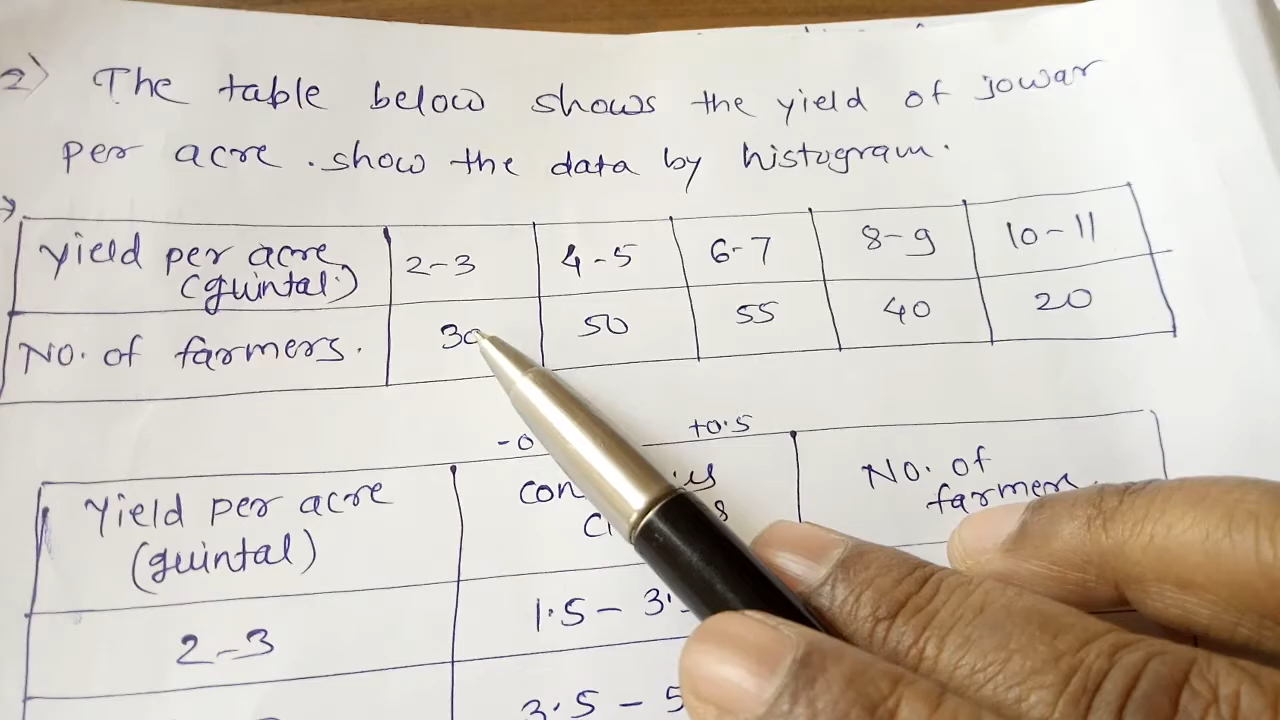 2) The table below shows the yield of jowar
per acre. show the data by histogram.
Yield per acre (quintal) 2-3 4-5 6-7 8-9 10-11
No. of farmers. 30 50 55 40 20
-0 +0.5
Yield per acre (quintal) No. of farmers.
2-3 1.5 - 3.
3.5 - 5